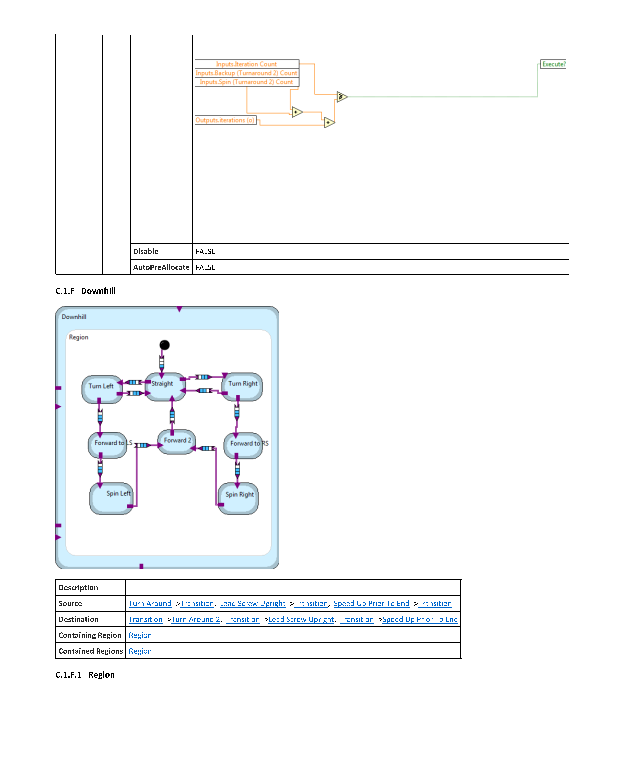 Inputs.Iteration Count
Inputs.Backup (Turnaround 2) Count
Inputs.Spin (Turnaround 2) Count
Execute?
Outputs.iterations (o)
Disable FALSE
AutoPreAllocate FALSE
C.1.F Downhill
Downhill
Region
Turn Left
Straight
Turn Right
Forward to LS
Forward 2
Forward to RS
Spin Left
Spin Right
Description
Source Turn Around ->Transition, Lead Screw Upright ->Transition, Speed Up Prior To End ->Transition
Destination Transition ->Turn Around 2, Transition ->Lead Screw Upright, Transition ->Speed Up Prior To End
Containing Region Region
Contained Regions Region
C.1.F.1 Region